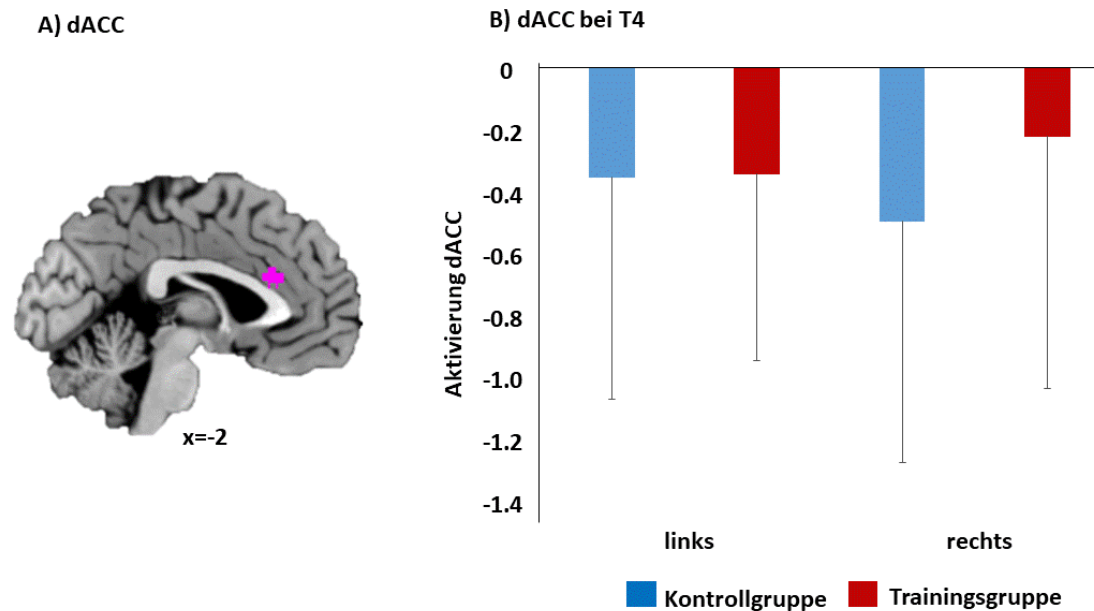 A) dACC
x=-2
B) dACC bei T4
Aktivierung dACC
0
-0.2
-0.4
-0.6
-0.8
-1.0
-1.2
-1.4
links rechts
Kontrollgruppe Trainingsgruppe